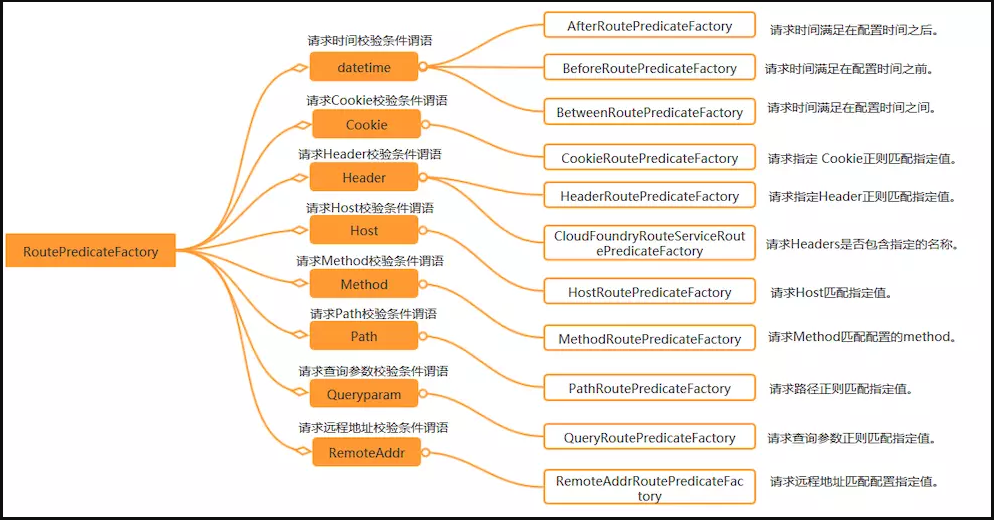 RoutePredicateFactory
请求时间校验条件谓语
datetime
AfterRoutePredicateFactory
请求时间满足在配置时间之后。
BeforeRoutePredicateFactory
请求时间满足在配置时间之前。
BetweenRoutePredicateFactory
请求时间满足在配置时间之间。
请求Cookie校验条件谓语
Cookie
CookieRoutePredicateFactory
请求指定 Cookie正则匹配指定值。
请求Header校验条件谓语
Header
HeaderRoutePredicateFactory
请求指定Header正则匹配指定值。
CloudFoundryRouteServiceRout
ePredicateFactory
请求Headers是否包含指定的名称。
请求Host校验条件谓语
Host
HostRoutePredicateFactory
请求Host匹配指定值。
请求Method校验条件谓语
Method
MethodRoutePredicateFactory
请求Method匹配配置的method。
请求Path校验条件谓语
Path
PathRoutePredicateFactory
请求路径正则匹配指定值。
请求查询参数校验条件谓语
Queryparam
QueryRoutePredicateFactory
请求查询参数正则匹配指定值。
请求远程地址校验条件谓语
RemoteAddr
RemoteAddrRoutePredicateFac
tory
请求远程地址匹配配置指定值。